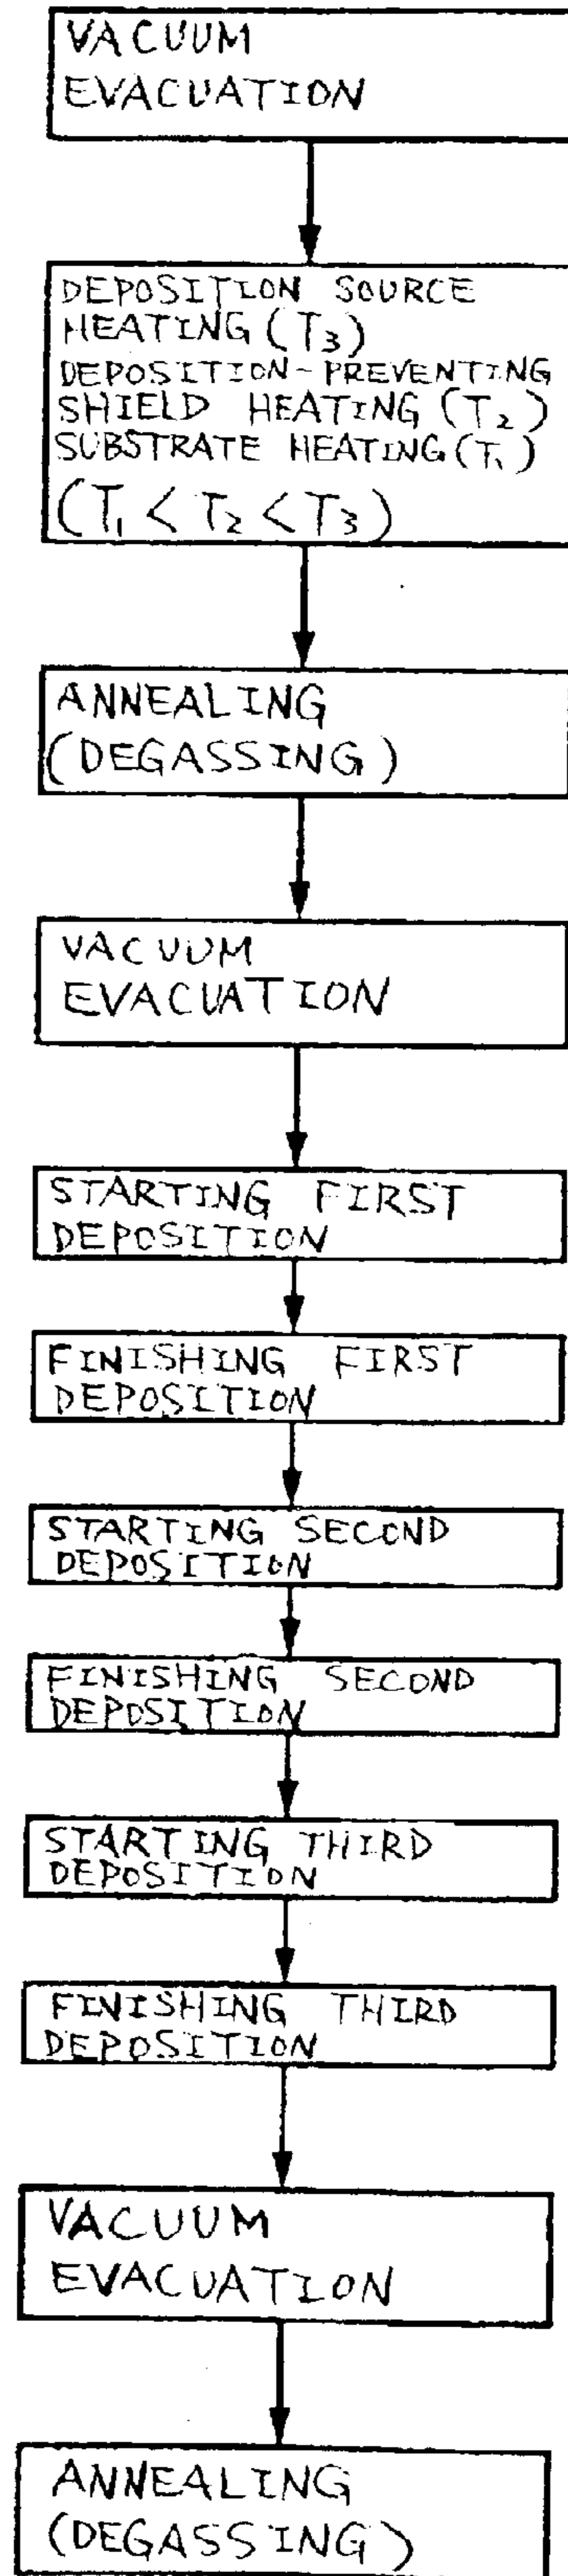 VACUUM
EVACUATION
DEPOSITION SOURCE
HEATING (T₃)
DEPOSITION-PREVENTING
SHIELD HEATING (T₂)
SUBSTRATE HEATING (T₁)
(T₁ < T₂ < T₃)
ANNEALING
(DEGASSING)
VACUUM
EVACUATION
STARTING FIRST
DEPOSITION
FINISHING FIRST
DEPOSITION
STARTING SECOND
DEPOSITION
FINISHING SECOND
DEPOSITION
STARTING THIRD
DEPOSITION
FINISHING THIRD
DEPOSITION
VACUUM
EVACUATION
ANNEALING
(DEGASSING)